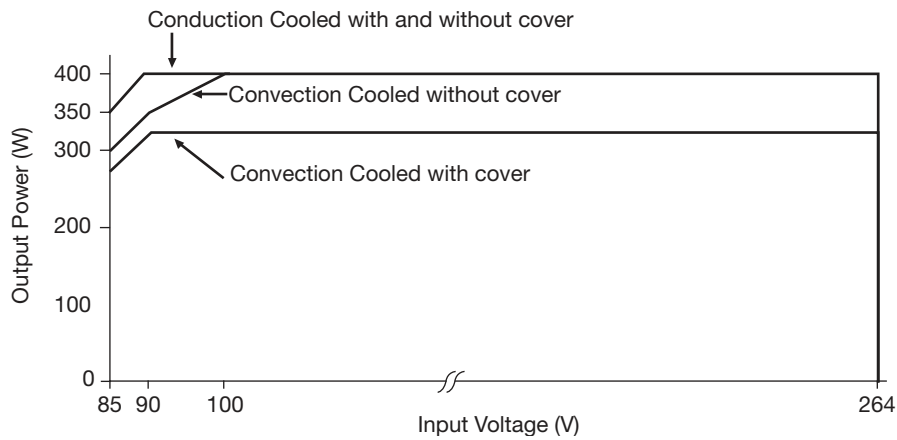 Conduction Cooled with and without cover
400
Convection Cooled without cover
350
300
Convection Cooled with cover
Output Power (W)
200
100
0
85 90 100 264
Input Voltage (V)